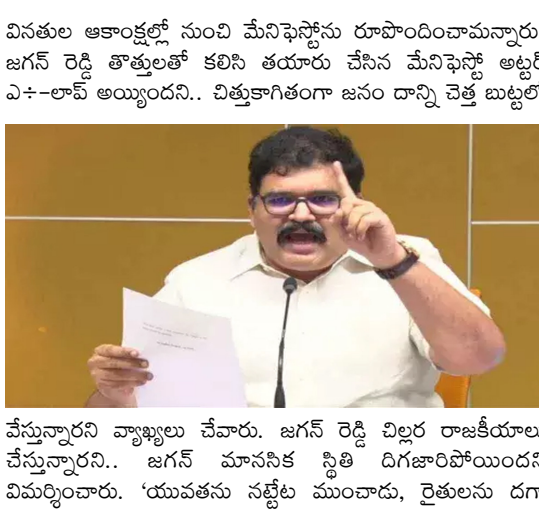 వినతుల ఆకాంక్షల్లో నుంచి మేనిఫెస్టోను రూపొందించామన్నారు
జగన్ రెడ్డి తొత్తులతో కలిసి తయారు చేసిన మేనిఫెస్టో అట్టర్
ఎ÷-లాప్ అయ్యిందని.. చిత్తుకాగితంగా జనం దాన్ని చెత్త బుట్టలో
వేస్తున్నారని వ్యాఖ్యలు చేవారు. జగన్ రెడ్డి చిల్లర రాజకీయాలు
చేస్తున్నారని.. జగన్ మానసిక స్థితి దిగజారిపోయిందని
విమర్శించారు. ‘యువతను నట్టేట ముంచాడు, రైతులను దగా